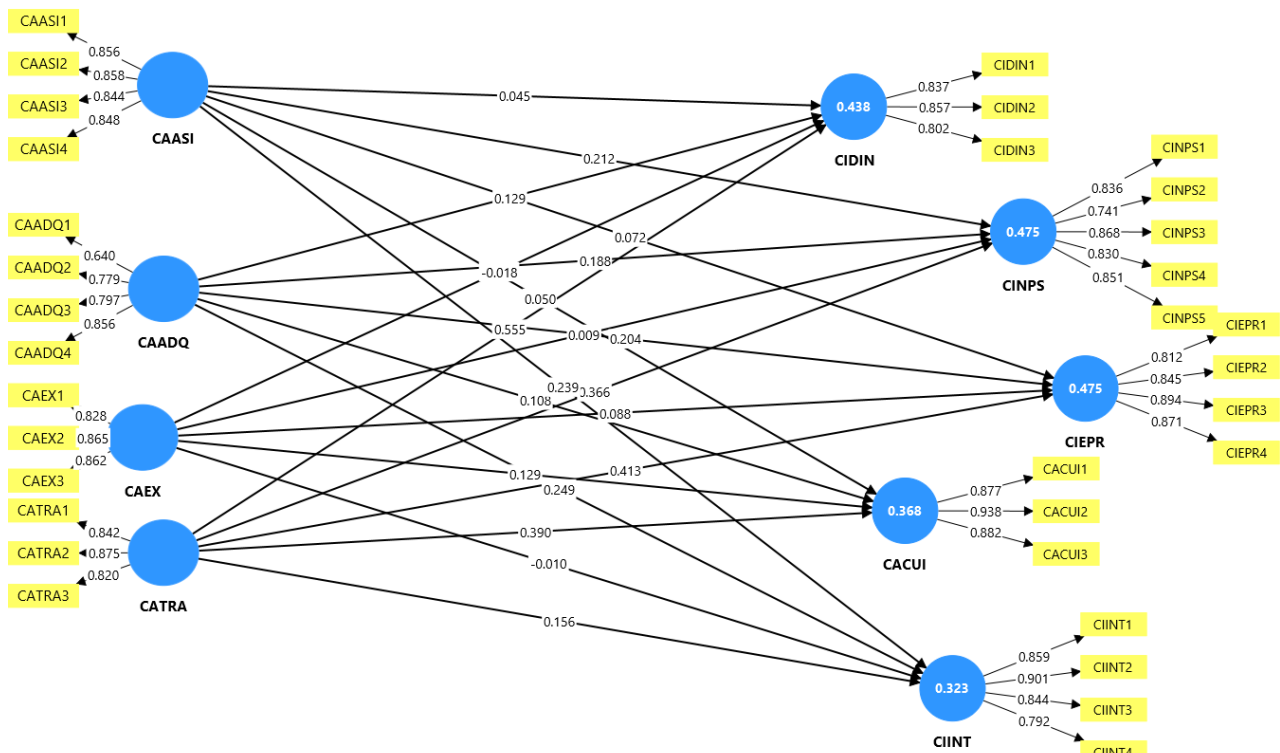 CAASI1
0.856
CAASI2
0.858
CAASI3
0.844
CAASI4
0.848
CAASI
CAADQ1
0.640
CAADQ2
0.779
CAADQ3
0.797
CAADQ4
0.856
CAADQ
CAEX1
0.828
CAEX2
0.865
CAEX3
0.862
CAEX
CATRA1
0.842
CATRA2
0.875
CATRA3
0.820
CATRA
0.045
0.212
0.129
0.072
0.188
-0.018
0.050
0.555
0.009
0.204
0.239
0.366
0.108
0.088
0.129
0.413
0.249
0.390
-0.010
0.156
0.438
CIDIN
0.837
CIDIN1
0.857
CIDIN2
0.802
CIDIN3
0.475
CINPS
0.836
CINPS1
0.741
CINPS2
0.868
CINPS3
0.830
CINPS4
0.851
CINPS5
0.475
CIEPR
0.812
CIEPR1
0.845
CIEPR2
0.894
CIEPR3
0.871
CIEPR4
0.368
CACUI
0.877
CACUI1
0.938
CACUI2
0.882
CACUI3
0.323
CIINT
0.859
CIINT1
0.901
CIINT2
0.844
CIINT3
0.792
CIINT4